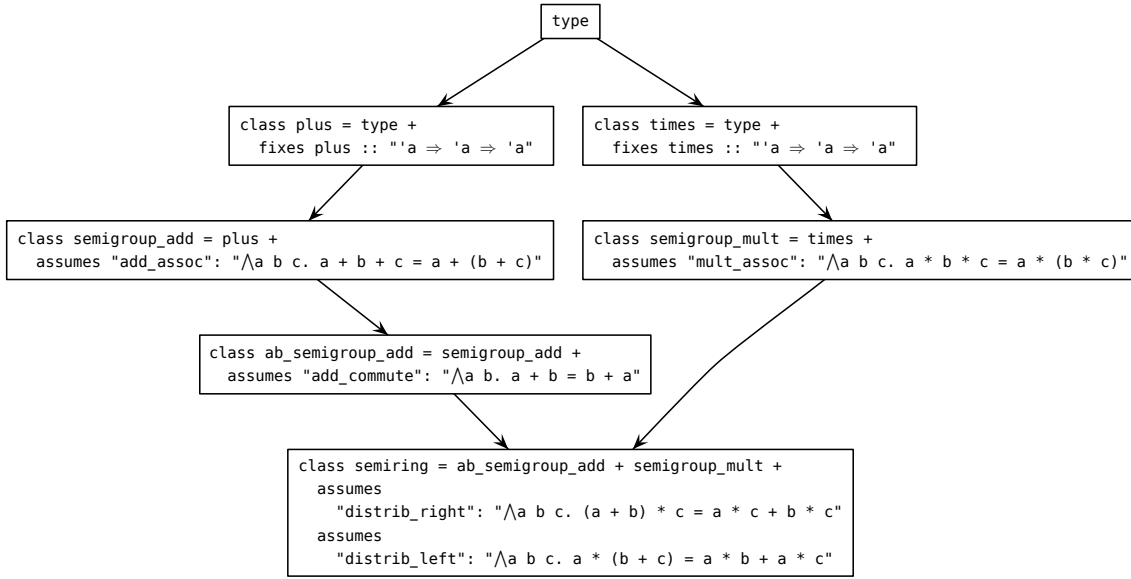 type
class plus = type +
  fixes plus :: "'a ⇒ 'a ⇒ 'a"
class times = type +
  fixes times :: "'a ⇒ 'a ⇒ 'a"
class semigroup_add = plus +
  assumes "add_assoc": "⋀a b c. a + b + c = a + (b + c)"
class semigroup_mult = times +
  assumes "mult_assoc": "⋀a b c. a * b * c = a * (b * c)"
class ab_semigroup_add = semigroup_add +
  assumes "add_commute": "⋀a b. a + b = b + a"
class semiring = ab_semigroup_add + semigroup_mult +
  assumes
    "distrib_right": "⋀a b c. (a + b) * c = a * c + b * c"
  assumes
    "distrib_left": "⋀a b c. a * (b + c) = a * b + a * c"